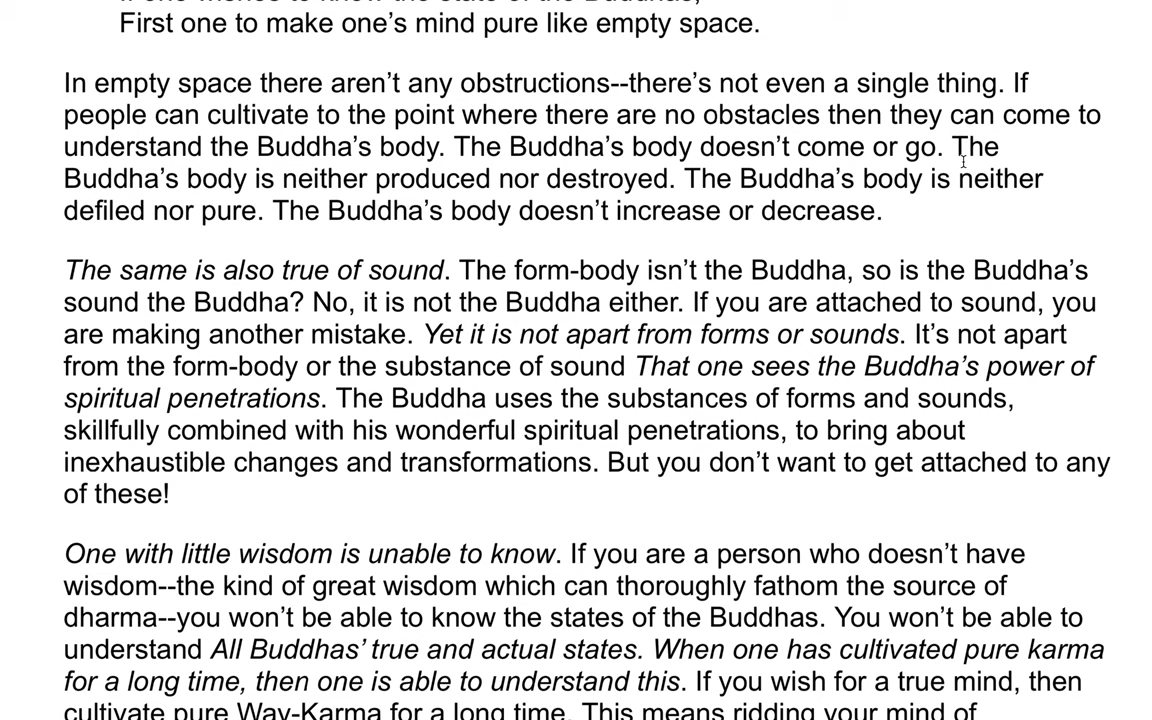 First one to make one’s mind pure like empty space.
In empty space there aren’t any obstructions--there’s not even a single thing. If
people can cultivate to the point where there are no obstacles then they can come to
understand the Buddha’s body. The Buddha’s body doesn’t come or go. The
Buddha’s body is neither produced nor destroyed. The Buddha’s body is neither
defiled nor pure. The Buddha’s body doesn’t increase or decrease.
The same is also true of sound. The form-body isn’t the Buddha, so is the Buddha’s
sound the Buddha? No, it is not the Buddha either. If you are attached to sound, you
are making another mistake. Yet it is not apart from forms or sounds. It’s not apart
from the form-body or the substance of sound That one sees the Buddha’s power of
spiritual penetrations. The Buddha uses the substances of forms and sounds,
skillfully combined with his wonderful spiritual penetrations, to bring about
inexhaustible changes and transformations. But you don’t want to get attached to any
of these!
One with little wisdom is unable to know. If you are a person who doesn’t have
wisdom--the kind of great wisdom which can thoroughly fathom the source of
dharma--you won’t be able to know the states of the Buddhas. You won’t be able to
understand All Buddhas’ true and actual states. When one has cultivated pure karma
for a long time, then one is able to understand this. If you wish for a true mind, then
cultivate pure Way-Karma for a long time. This means ridding your mind of